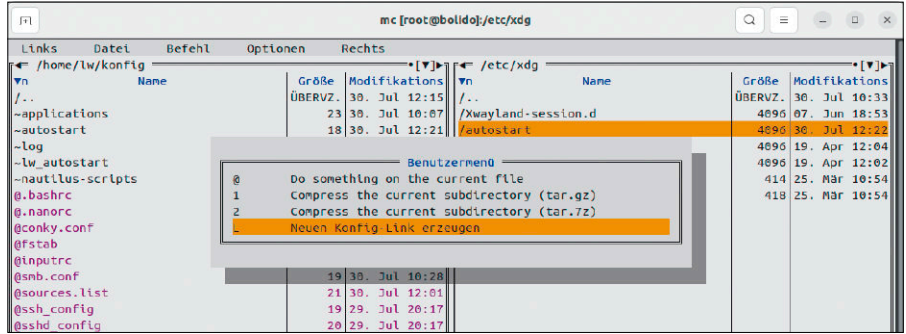 mc [root@bolido]:/etc/xdg
Links Datei Befehl Optionen Rechts
/home/lw/konfig
▼n Name Größe Modifikations
/.. ÜBERVZ. 30. Jul 12:15
~applications 23 30. Jul 10:07
~autostart 18 30. Jul 12:21
~log
~lw_autostart
~nautilus-scripts
@.bashrc
@.nanorc
@conky.conf
@fstab
@inputrc
@smb.conf 19 30. Jul 10:28
@sources.list 21 30. Jul 12:01
@ssh_config 19 29. Jul 20:17
@sshd_config 20 29. Jul 20:17
/etc/xdg
▼n Name Größe Modifikations
/.. ÜBERVZ. 30. Jul 10:33
/Xwayland-session.d 4096 07. Jun 18:53
/autostart 4096 30. Jul 12:22
4096 19. Apr 12:04
4096 19. Apr 12:02
414 25. Mär 10:54
418 25. Mär 10:54
Benutzermenü
@ Do something on the current file
1 Compress the current subdirectory (tar.gz)
2 Compress the current subdirectory (tar.7z)
L Neuen Konfig-Link erzeugen